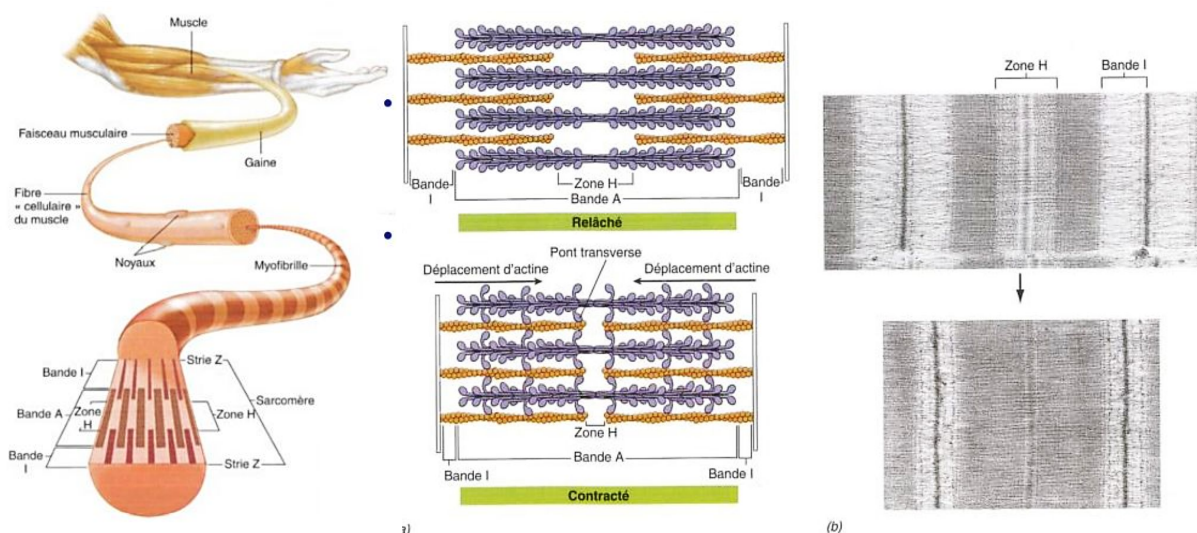 Muscle
Faisceau musculaire
Gaine
Fibre
« cellulaire »
du muscle
Noyaux
Myofibrille
Strie Z
Bande I
Bande A
Zone
H
Zone H
Sarcomère
Bande
I
Strie Z
Bande
I
Zone H
Bande
I
Bande A
Relâché
Pont transverse
Déplacement d'actine
Déplacement d'actine
Zone H
Bande I
Bande A
Bande I
Contracté
a)
Zone H
Bande I
(b)